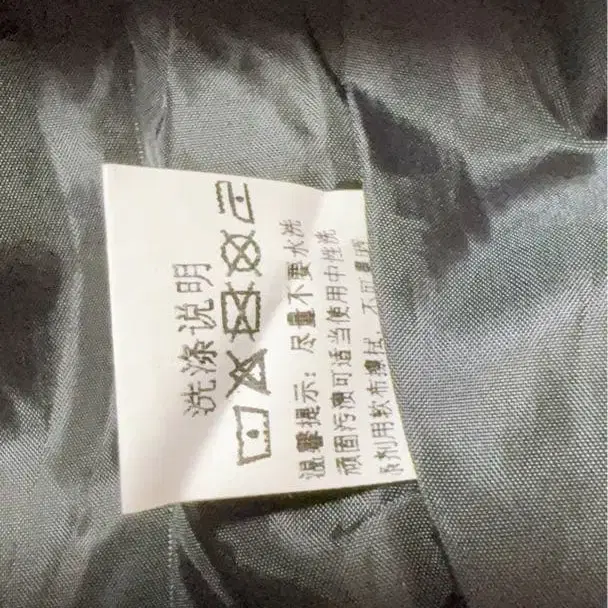 洗涤说明
温馨提示：尽量不要水洗
顽固污渍可适当使用中性洗
涤剂用软布擦拭，不可